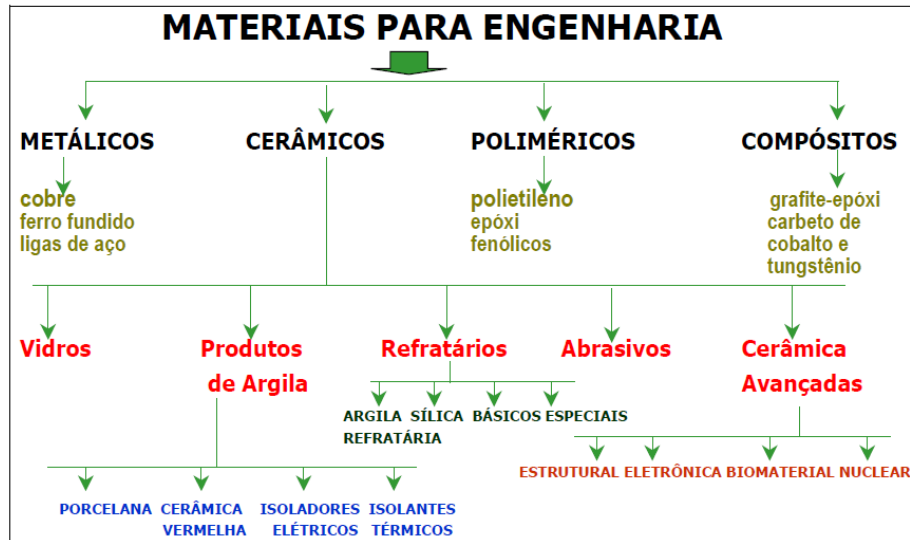 MATERIAIS PARA ENGENHARIA
METÁLICOS
CERÂMICOS
POLIMÉRICOS
COMPÓSITOS
cobre
ferro fundido
ligas de aço
polietileno
epóxi
fenólicos
grafite-epóxi
carbeto de
cobalto e
tungstênio
Vidros
Produtos
de Argila
Refratários
Abrasivos
Cerâmica
Avançadas
ARGILA
REFRATÁRIA
SÍLICA
BÁSICOS
ESPECIAIS
ESTRUTURAL
ELETRÔNICA
BIOMATERIAL
NUCLEAR
PORCELANA
CERÂMICA
VERMELHA
ISOLADORES
ELÉTRICOS
ISOLANTES
TÉRMICOS